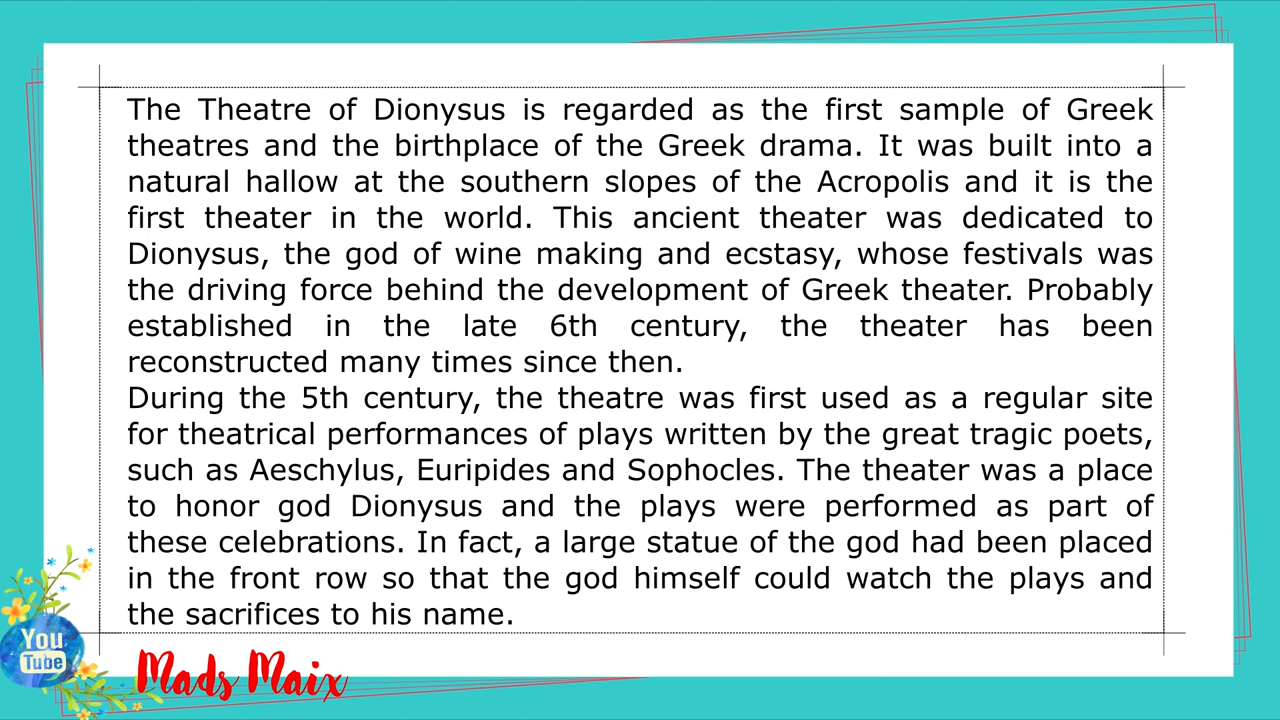 The Theatre of Dionysus is regarded as the first sample of Greek
theatres and the birthplace of the Greek drama. It was built into a
natural hallow at the southern slopes of the Acropolis and it is the
first theater in the world. This ancient theater was dedicated to
Dionysus, the god of wine making and ecstasy, whose festivals was
the driving force behind the development of Greek theater. Probably
established in the late 6th century, the theater has been
reconstructed many times since then.
During the 5th century, the theatre was first used as a regular site
for theatrical performances of plays written by the great tragic poets,
such as Aeschylus, Euripides and Sophocles. The theater was a place
to honor god Dionysus and the plays were performed as part of
these celebrations. In fact, a large statue of the god had been placed
in the front row so that the god himself could watch the plays and
the sacrifices to his name.
You
Tube
Mads Maix